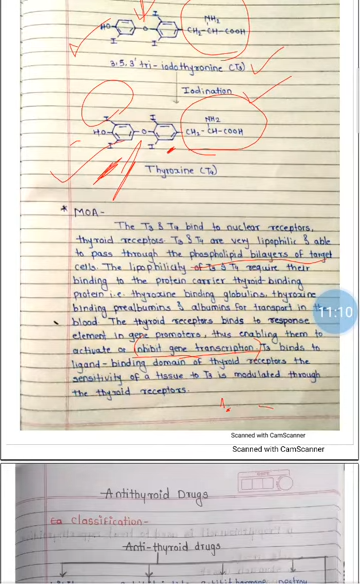 NH₂
HO- -O- -CH₂-CH-COOH
I I
3,5,3' tri-iodothyronine (T₃)
Iodination
I I NH₂
HO- -O- -CH₂-CH-COOH
I I
Thyroxine (T₄)
* MOA-
The T₃ & T₄ bind to nuclear receptors,
thyroid receptors T₃ & T₄ are very lipophilic & able
to pass through the phospholipid bilayers of target
cells. The lipophilicity of T₃ & T₄ require their
binding to the protein carrier thyroid-binding
protein i.e. thyroxine binding globulins, thyroxine
binding prealbumins & albumins for transport in
blood. The thyroid receptors binds to response
element in gene promoters, thus enabling them to
activate or inhibit gene transcription T₃ binds to
ligand-binding domain of thyroid receptors the
sensitivity of a tissue to T₃ is modulated through
the thyroid receptors.
11:10
Scanned with CamScanner
Scanned with CamScanner
Antithyroid Drugs
Classification-
Anti-thyroid drugs